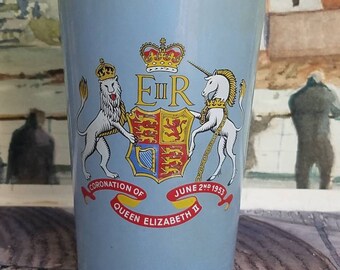 EIIR
CORONATION OF JUNE 2ND 1953
QUEEN ELIZABETH II